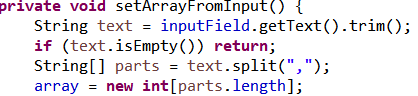 private void setArrayFromInput() {
String text = inputField.getText().trim();
if (text.isEmpty()) return;
String[] parts = text.split(",");
array = new int[parts.length];